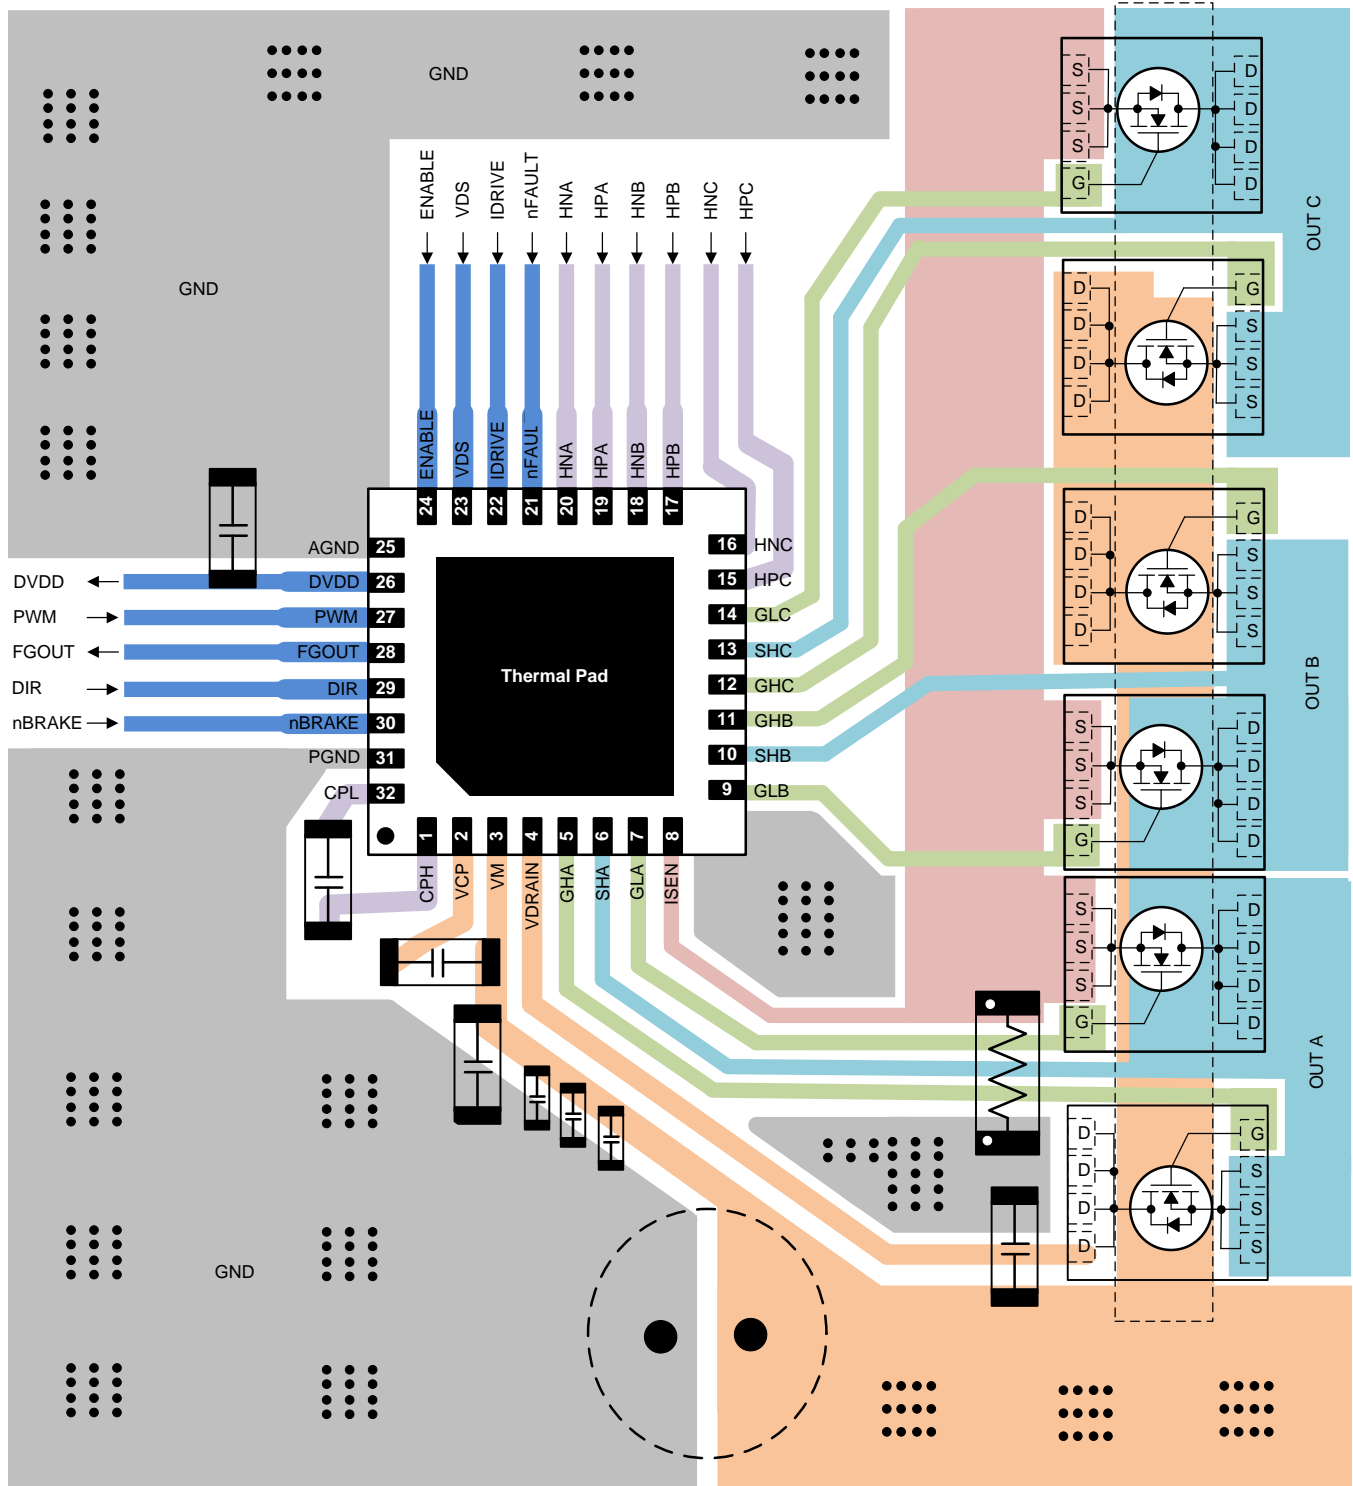 GND
GND
ENABLE
VDS
IDRIVE
nFAULT
HNA
HPA
HNB
HPB
HNC
HPC
ENABLE
VDS
IDRIVE
nFAUL
HNA
HPA
HNB
HPB
24
23
22
21
20
19
18
17
AGND 25
DVDD DVDD 26
PWM PWM 27
FGOUT FGOUT 28
DIR DIR 29
nBRAKE nBRAKE 30
PGND 31
CPL 32
Thermal Pad
16 HNC
15 HPC
14 GLC
13 SHC
12 GHC
11 GHB
10 SHB
9 GLB
1
2
3
4
5
6
7
8
CPH
VCP
VM
VDRAIN
GHA
SHA
GLA
ISEN
S D
S D
S D
G D
OUT C
D G
D S
D S
D S
D G
D S
D S
D S
OUT B
S D
S D
S D
G D
S D
S D
S D
G D
OUT A
D G
D S
D S
D S
GND